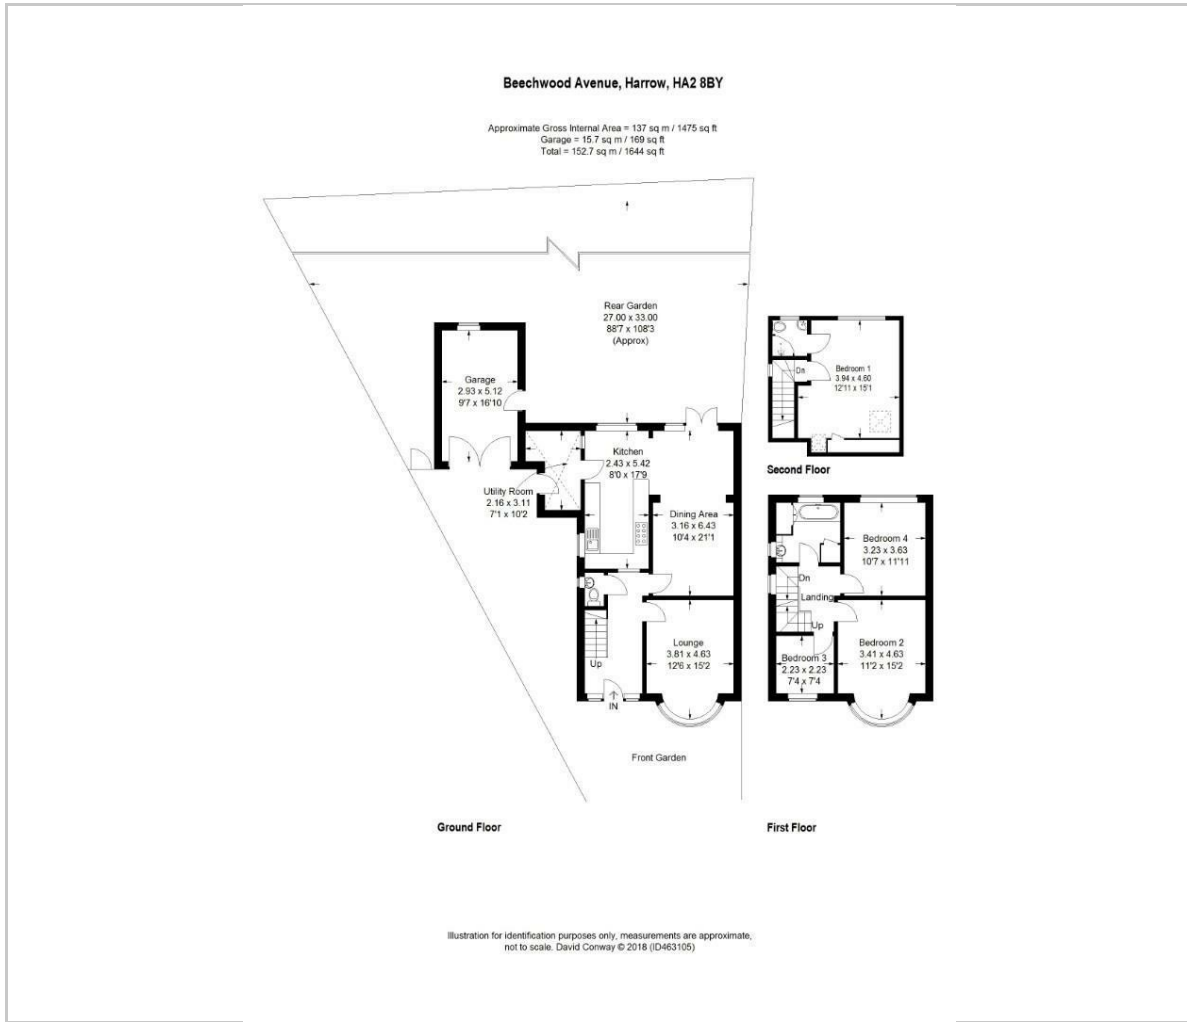 Beechwood Avenue, Harrow, HA2 8BY
Approximate Gross Internal Area = 137 sq m / 1475 sq ft
Garage = 15.7 sq m / 169 sq ft
Total = 152.7 sq m / 1644 sq ft
Rear Garden
27.00 x 33.00
88'7 x 108'3
(Approx)
Garage
2.93 x 5.12
9'7 x 16'10
Kitchen
2.43 x 5.42
8'0 x 17'9
Utility Room
2.16 x 3.11
7'1 x 10'2
Dining Area
3.16 x 6.43
10'4 x 21'1
Lounge
3.81 x 4.63
12'6 x 15'2
Up
IN
Front Garden
Ground Floor
Dn
Bedroom 1
3.94 x 4.60
12'11 x 15'1
Second Floor
Bedroom 4
3.23 x 3.63
10'7 x 11'11
Dn
Landing
Up
Bedroom 2
3.41 x 4.63
11'2 x 15'2
Bedroom 3
2.23 x 2.23
7'4 x 7'4
First Floor
Illustration for identification purposes only, measurements are approximate,
not to scale. David Conway © 2018 (ID463105)